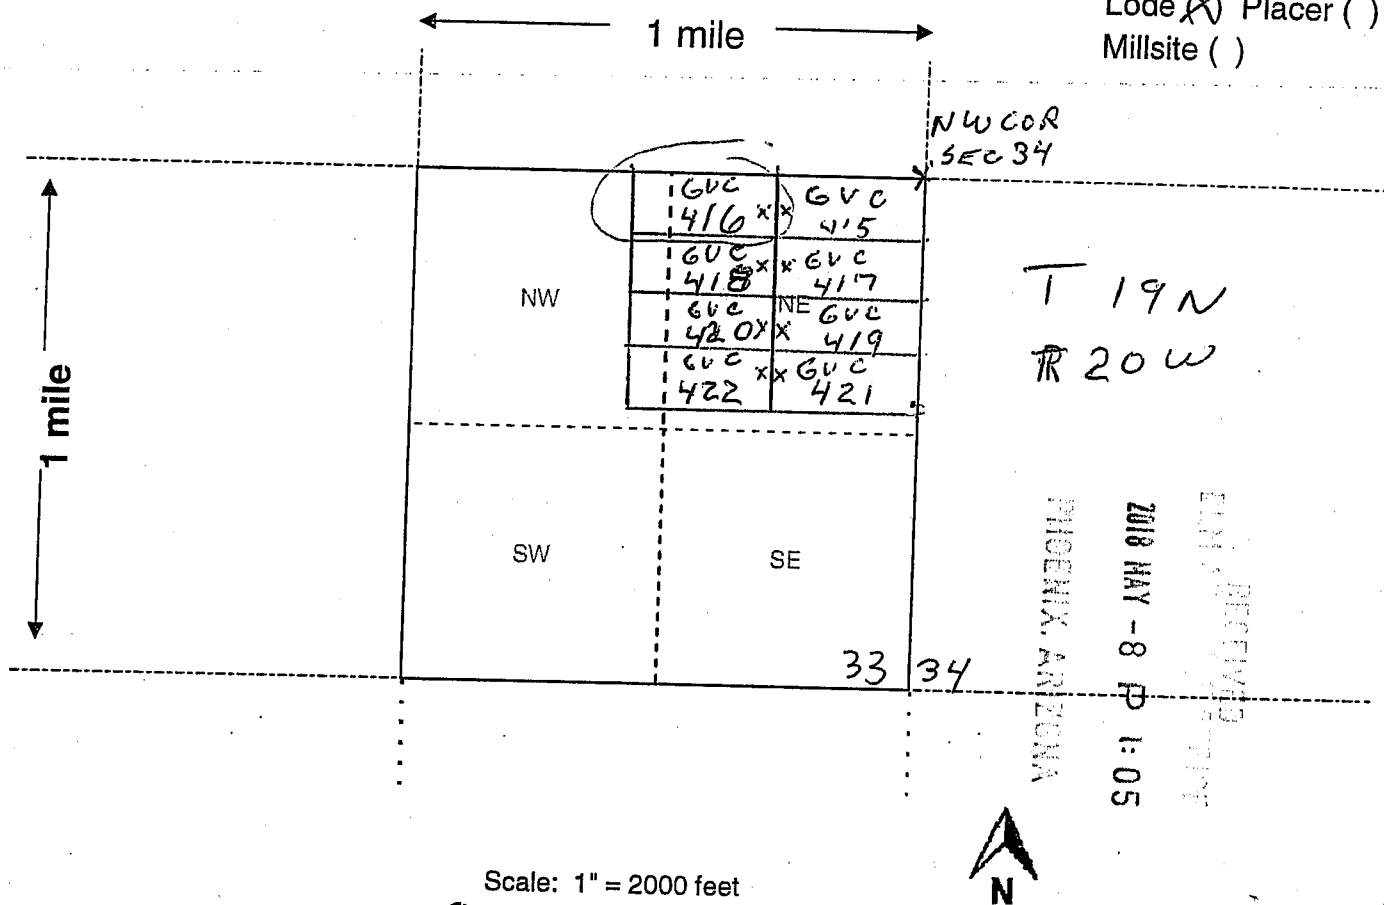 Lode (X) Placer ( )
Millsite ( )
1 mile
NW COR
SEC 34
GVC
416 x x
GVC
415
GVC
418 x x
GVC
417
NW
NE
GVC
420 x x
GVC
419
GVC
422 x x
GVC
421
T 19N
R 20W
1 mile
SW
SE
33 34
RECEIVED
2018 MAY -8 P 1:05
PHOENIX, ARIZONA
Scale: 1" = 2000 feet
N